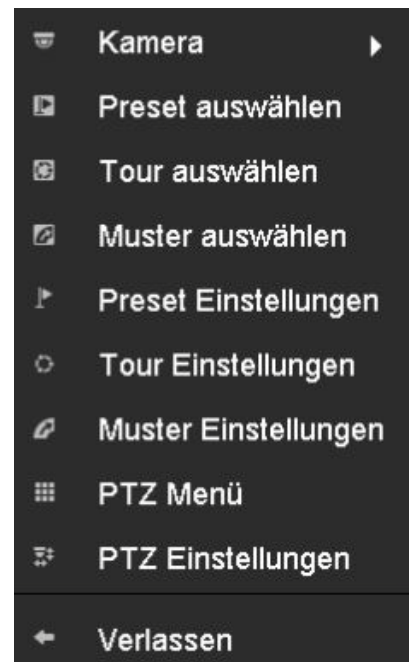 Kamera
Preset auswählen
Tour auswählen
Muster auswählen
Preset Einstellungen
Tour Einstellungen
Muster Einstellungen
PTZ Menü
PTZ Einstellungen
Verlassen